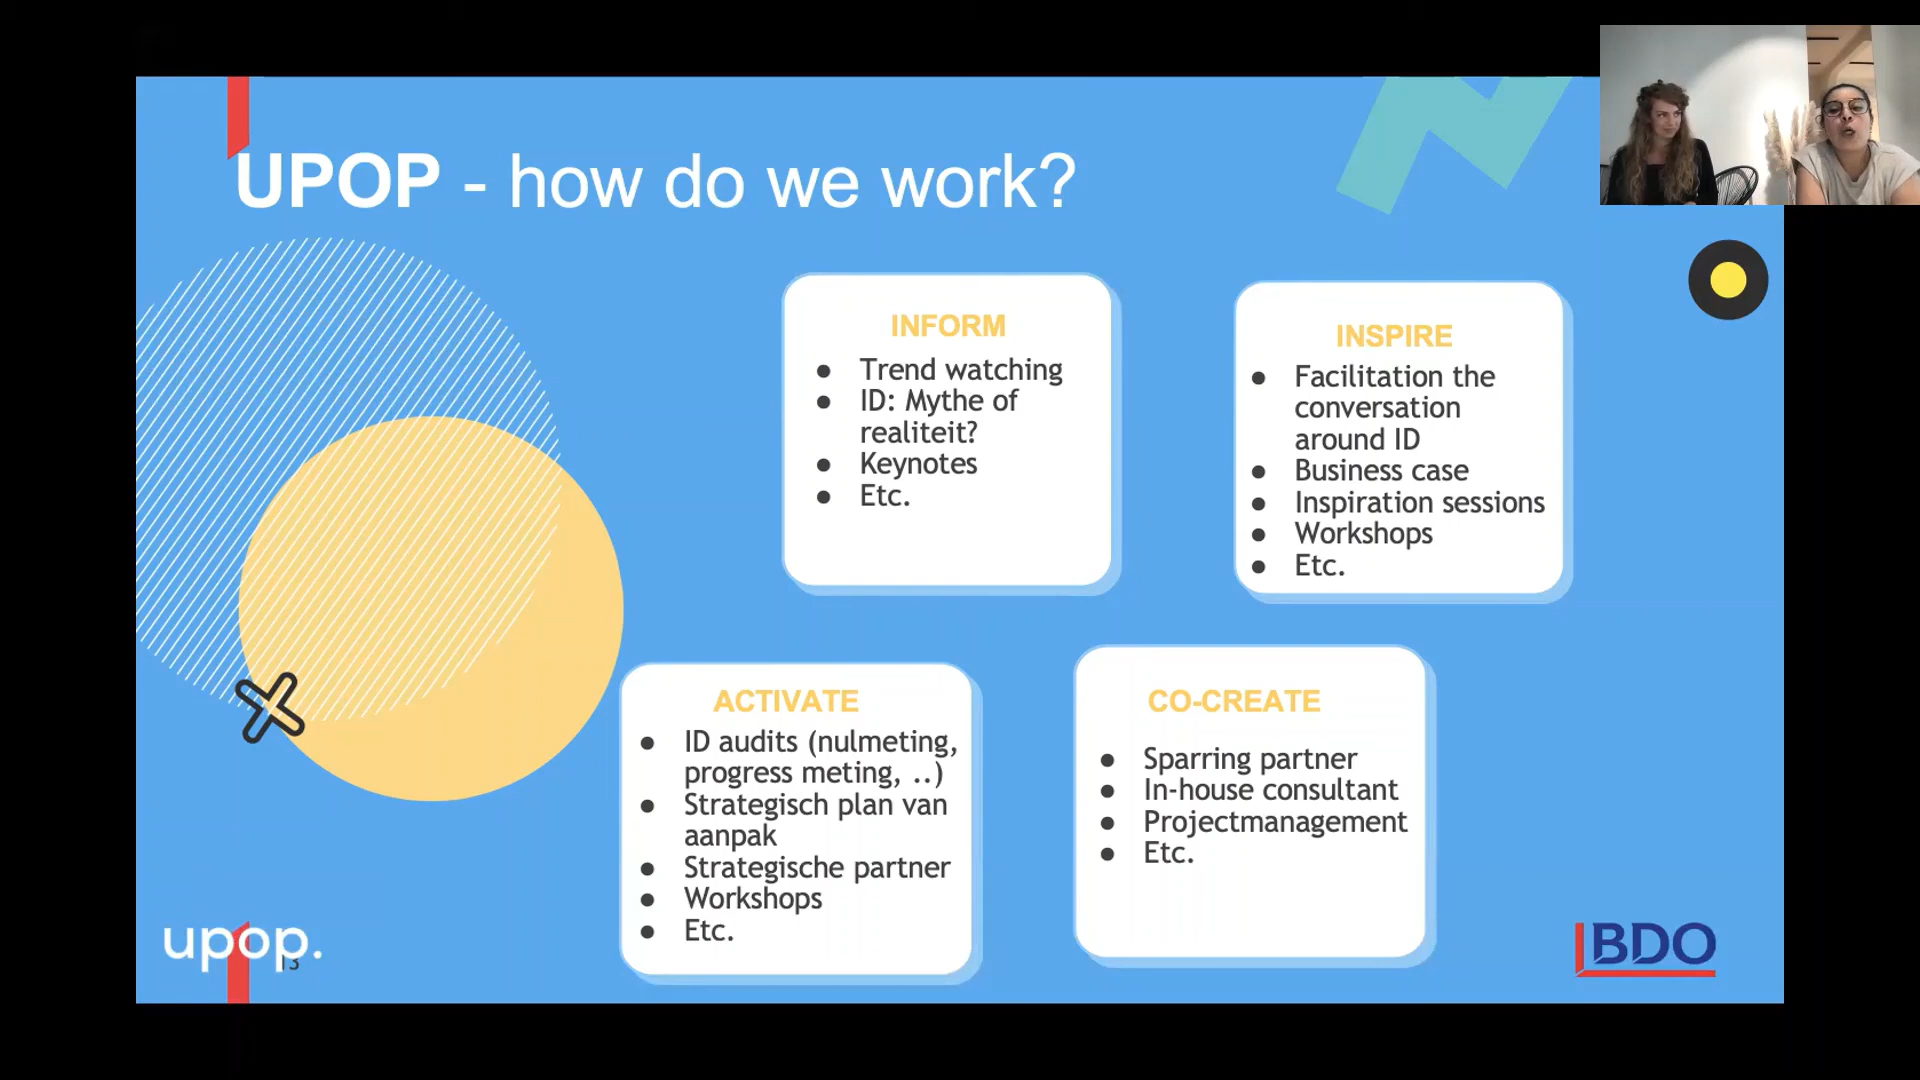 UPOP - how do we work?
INFORM
● Trend watching
● ID: Mythe of
realiteit?
● Keynotes
● Etc.
INSPIRE
● Facilitation the
conversation
around ID
● Business case
● Inspiration sessions
● Workshops
● Etc.
ACTIVATE
● ID audits (nulmeting,
progress meting, ..)
● Strategisch plan van
aanpak
● Strategische partner
● Workshops
● Etc.
CO-CREATE
● Sparring partner
● In-house consultant
● Projectmanagement
● Etc.
upop.
13
BDO